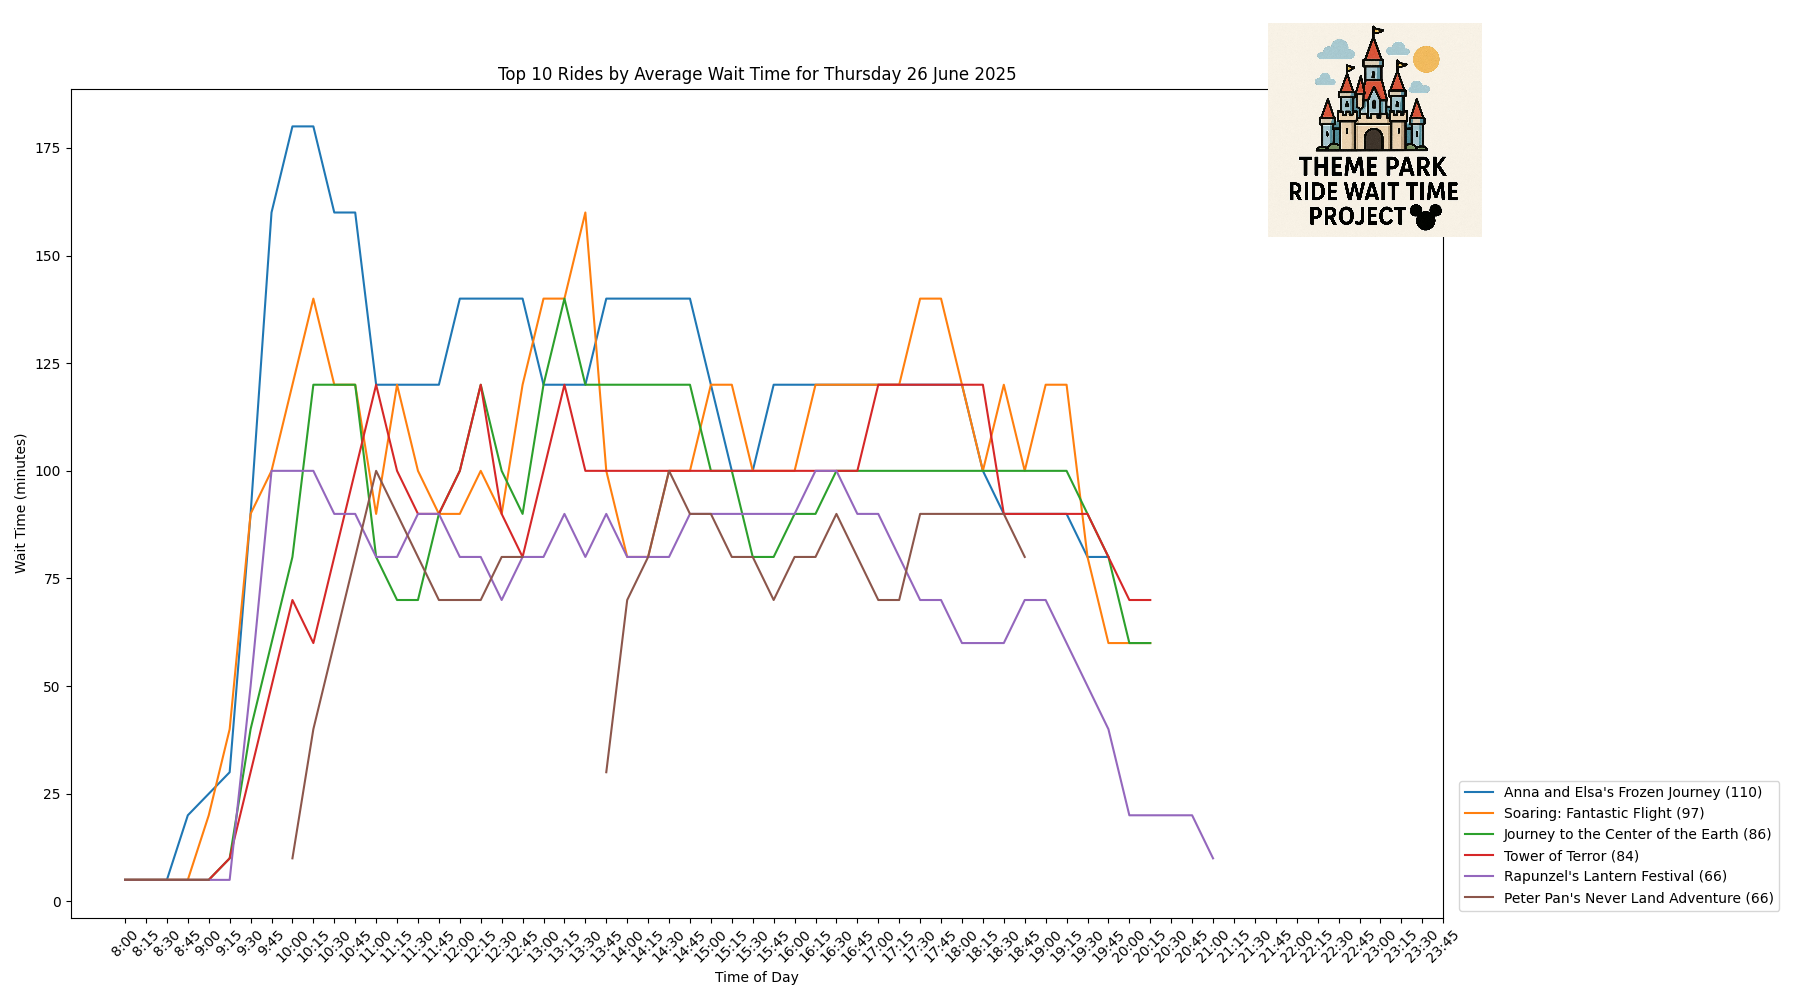 THEME PARK
RIDE WAIT TIME
PROJECT
Top 10 Rides by Average Wait Time for Thursday 26 June 2025
Wait Time (minutes)
175
150
125
100
75
50
25
0
8:00 8:15 8:30 8:45 9:00 9:15 9:30 9:45 10:00 10:15 10:30 10:45 11:00 11:15 11:30 11:45 12:00 12:15 12:30 12:45 13:00 13:15 13:30 13:45 14:00 14:15 14:30 14:45 15:00 15:15 15:30 15:45 16:00 16:15 16:30 16:45 17:00 17:15 17:30 17:45 18:00 18:15 18:30 18:45 19:00 19:15 19:30 19:45 20:00 20:15 20:30 20:45 21:00 21:15 21:30 21:45 22:00 22:15 22:30 22:45 23:00 23:15 23:30 23:45
Time of Day
Anna and Elsa's Frozen Journey (110)
Soaring: Fantastic Flight (97)
Journey to the Center of the Earth (86)
Tower of Terror (84)
Rapunzel's Lantern Festival (66)
Peter Pan's Never Land Adventure (66)